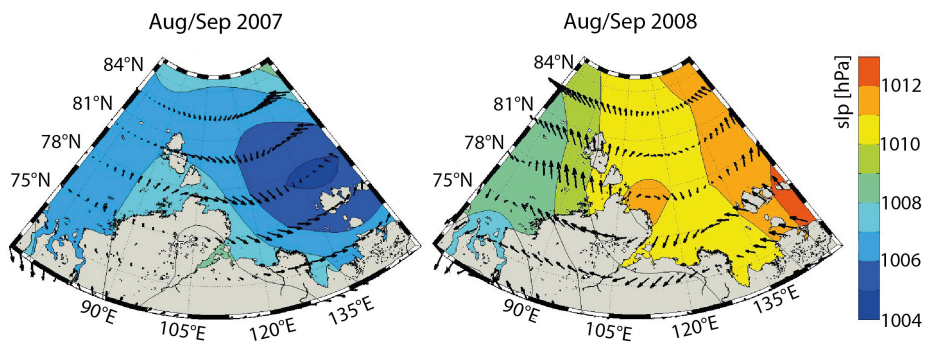 Aug/Sep 2007
Aug/Sep 2008
84°N
81°N
78°N
75°N
90°E
105°E
120°E
135°E
84°N
81°N
78°N
75°N
90°E
105°E
120°E
135°E
slp [hPa]
1012
1010
1008
1006
1004